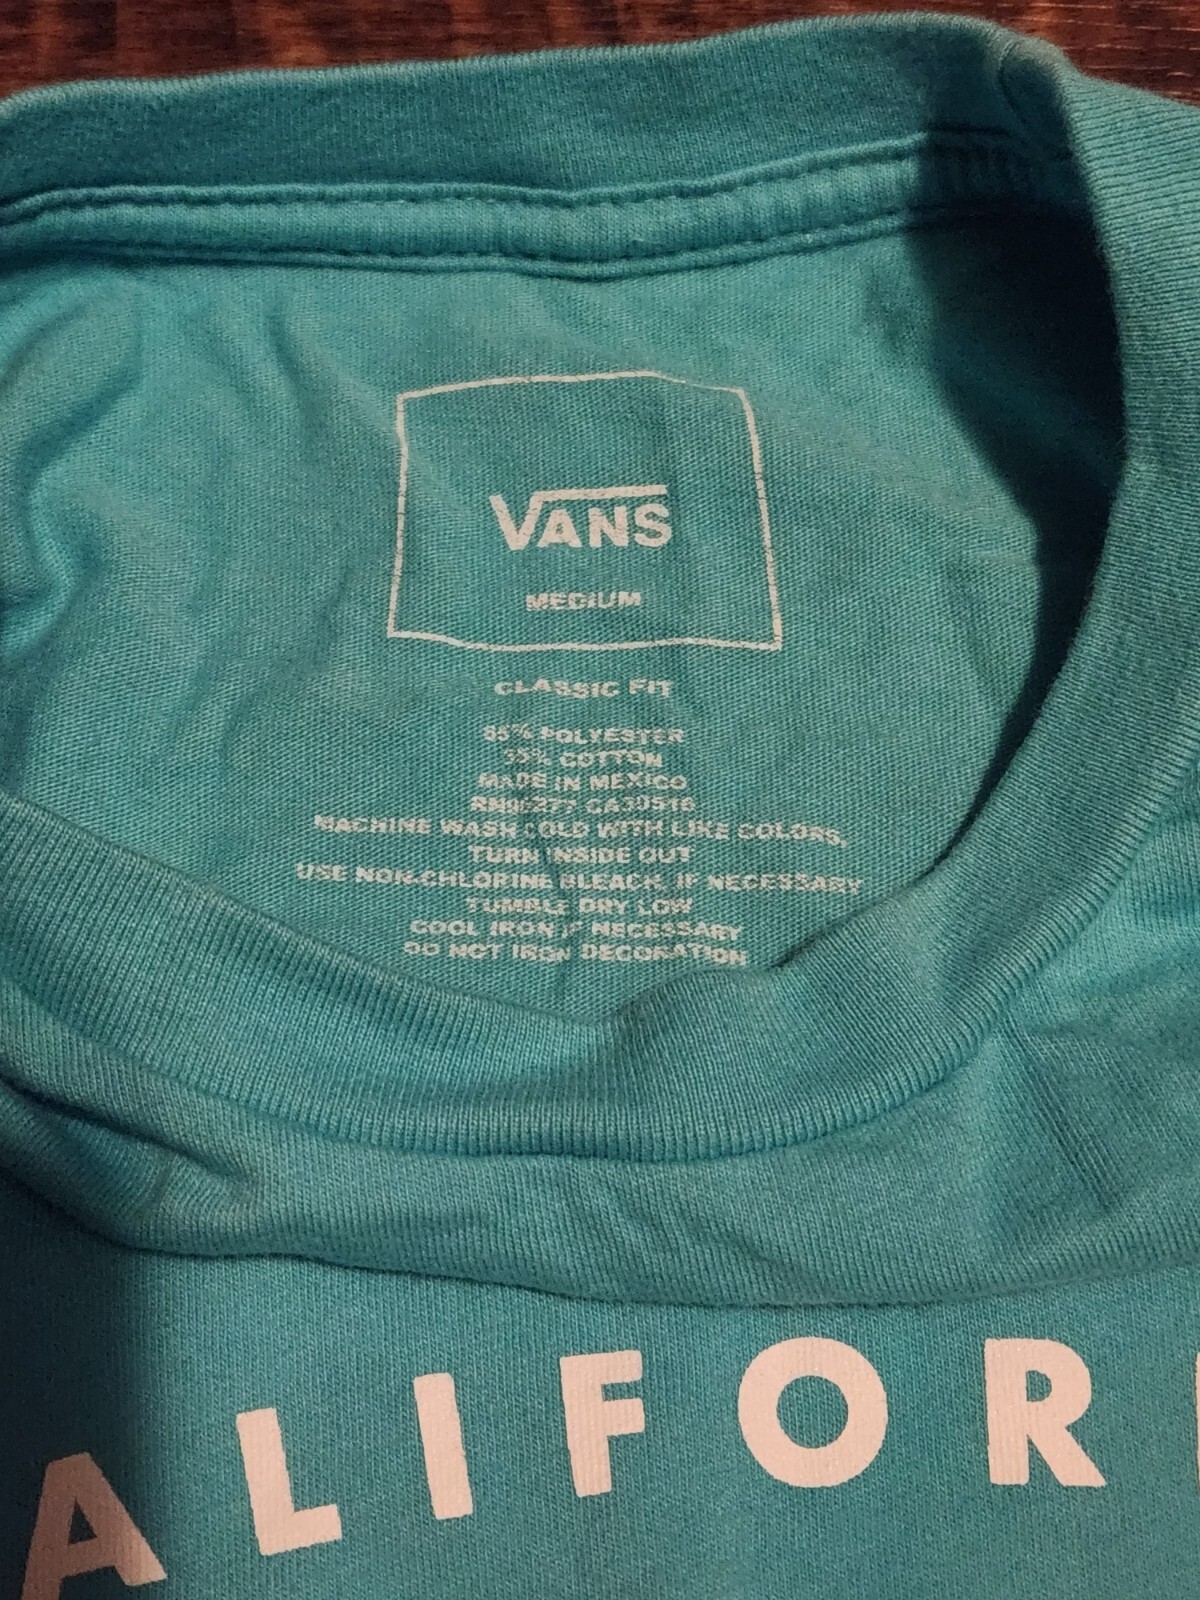 VANS
MEDIUM
CLASSIC FIT
POLYESTER
COTTON
MADE IN MEXICO
MACHINE WASH COLD WITH LIKE COLORS,
TURN INSIDE OUT
USE NON-CHLORINE BLEACH, IF NECESSARY
TUMBLE DRY LOW
COOL IRON IF NECESSARY
DO NOT IRON DECORATION
ALIFOR